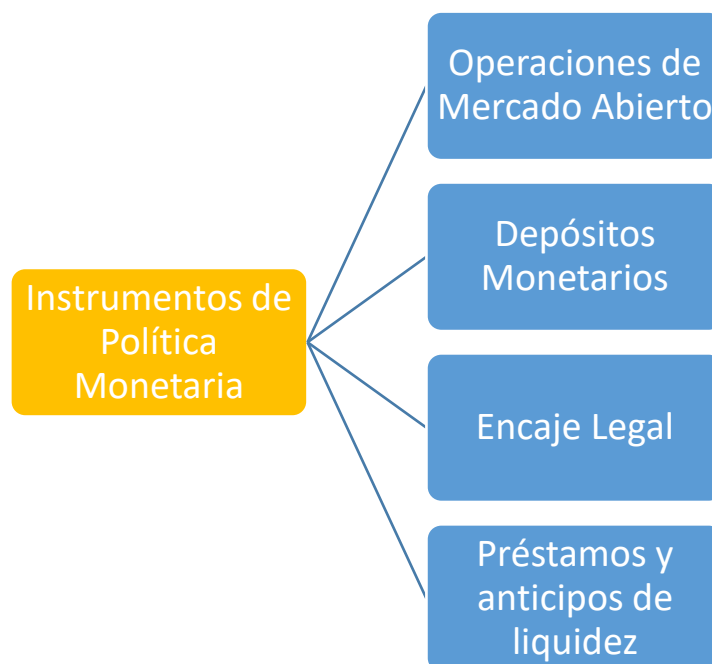 Operaciones de
Mercado Abierto
Depósitos
Monetarios
Instrumentos de
Política
Monetaria
Encaje Legal
Préstamos y
anticipos de
liquidez